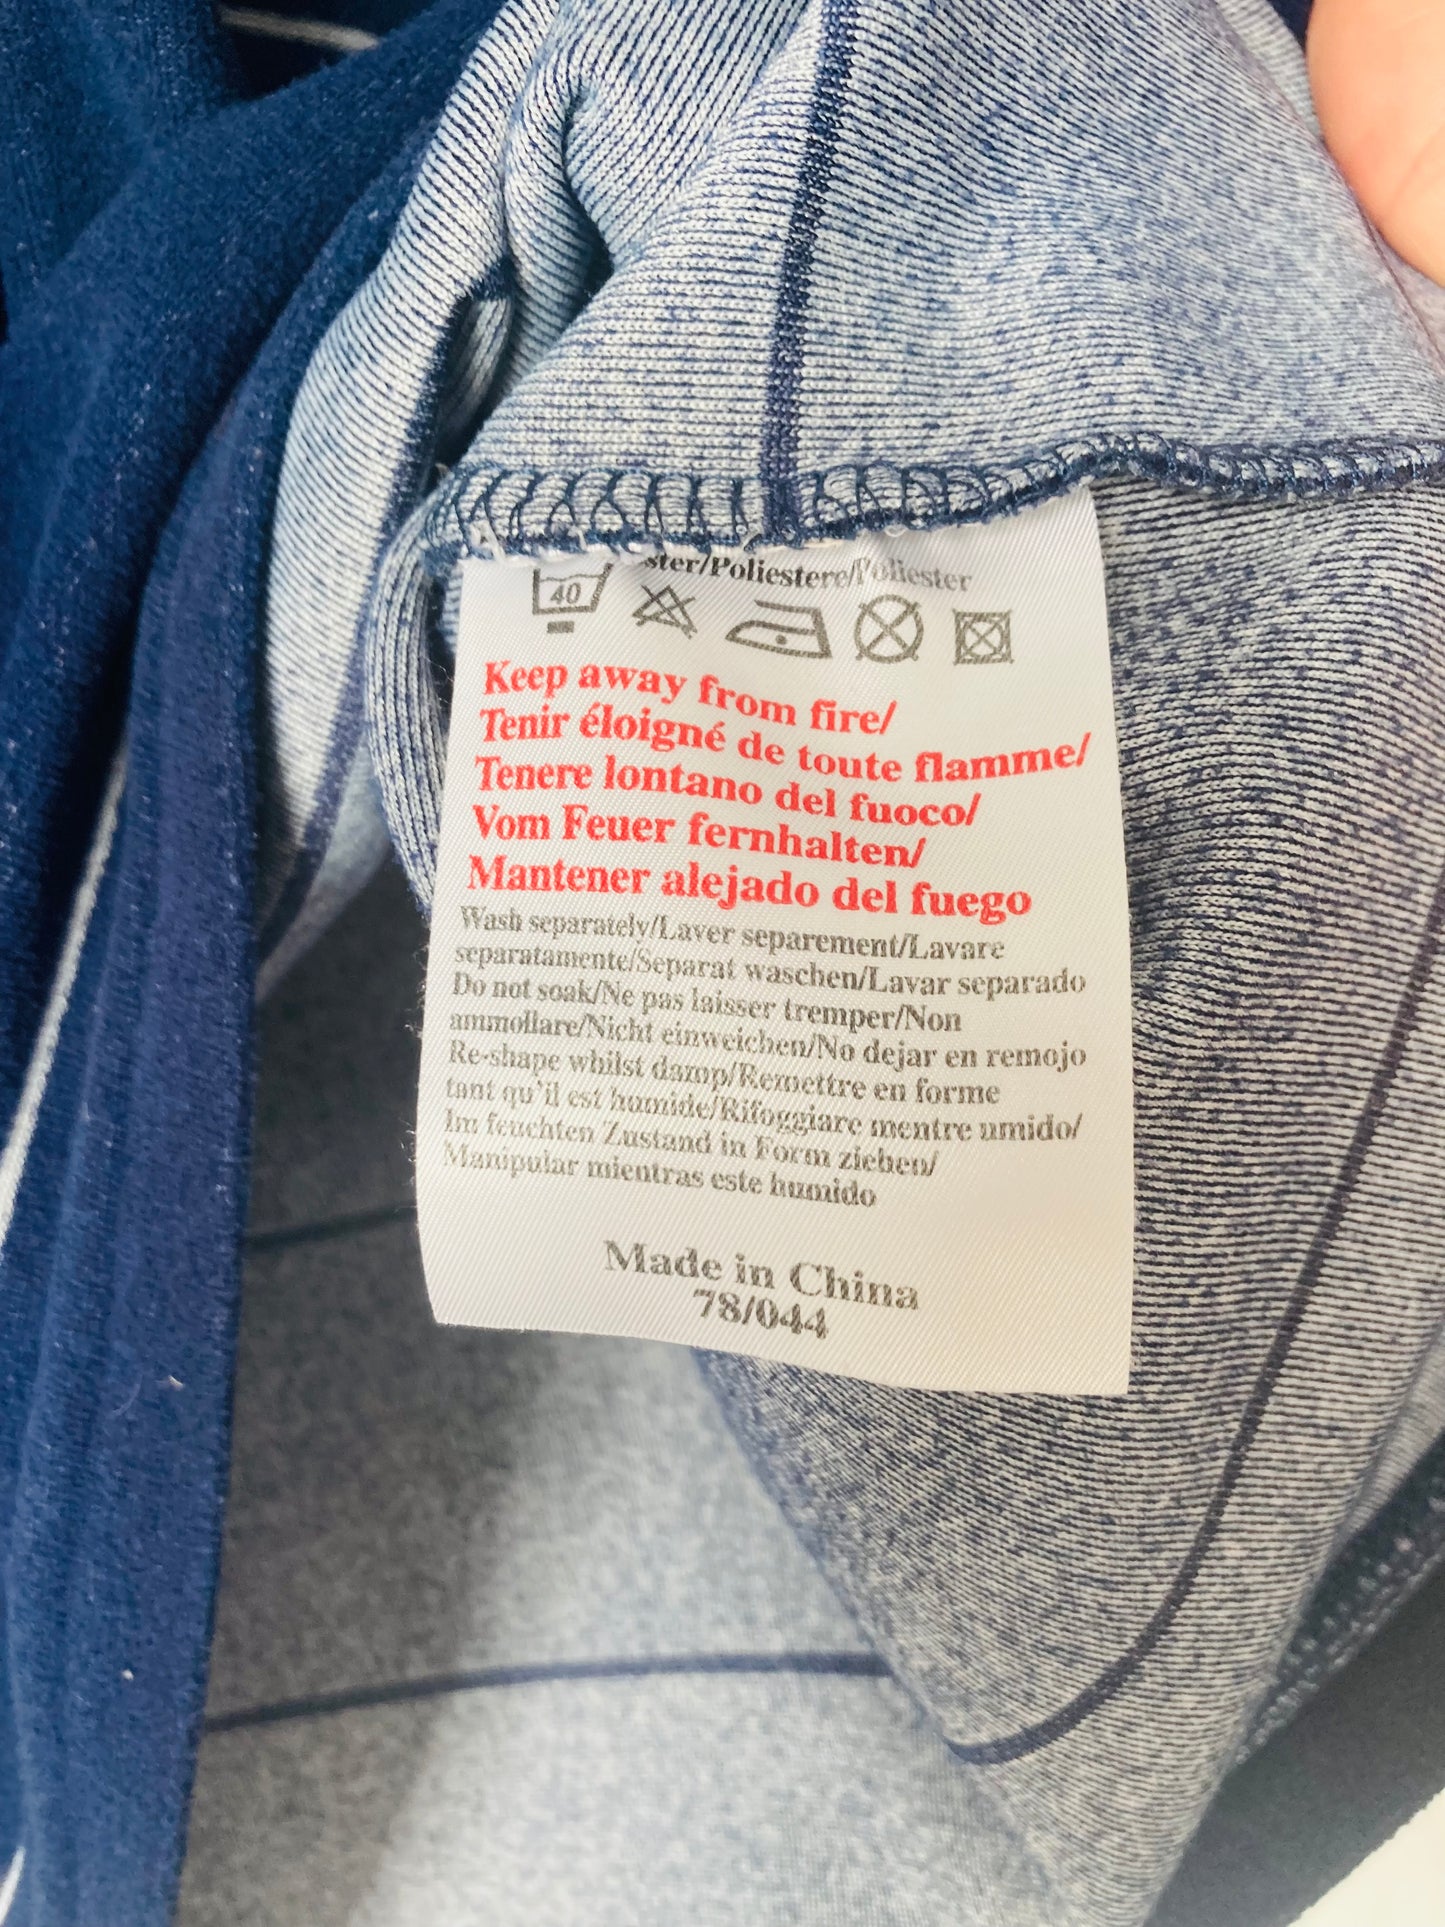 ster/Poliestere/Poliester
40
Keep away from fire/
Tenir éloigné de toute flamme/
Tenere lontano del fuoco/
Vom Feuer fernhalten/
Mantener alejado del fuego
Wash separately/Laver separement/Lavare
separatamente/Separat waschen/Lavar separado
Do not soak/Ne pas laisser tremper/Non
ammollare/Nicht einweichen/No dejar en remojo
Re-shape whilst damp/Remettre en forme
tant qu'il est humide/Rifoggiare mentre umido/
Im feuchten Zustand in Form ziehen/
Manipular mientras este humido
Made in China
78/044